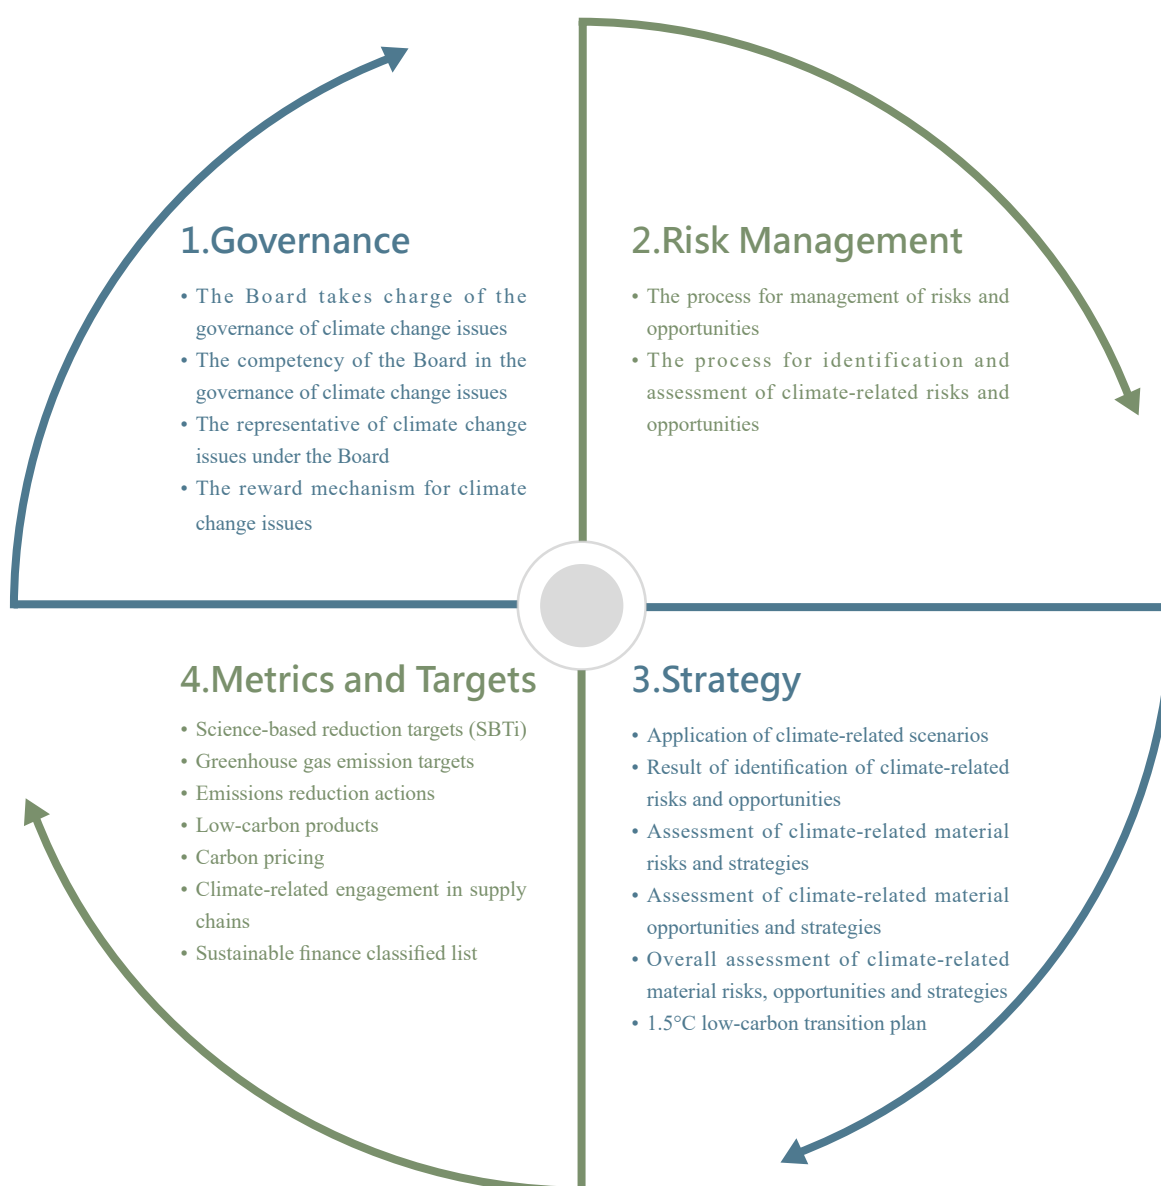 1.Governance
• The Board takes charge of the
governance of climate change issues
• The competency of the Board in the
governance of climate change issues
• The representative of climate change
issues under the Board
• The reward mechanism for climate
change issues
2.Risk Management
• The process for management of risks and
opportunities
• The process for identification and
assessment of climate-related risks and
opportunities
3.Strategy
• Application of climate-related scenarios
• Result of identification of climate-related
risks and opportunities
• Assessment of climate-related material
risks and strategies
• Assessment of climate-related material
opportunities and strategies
• Overall assessment of climate-related
material risks, opportunities and strategies
• 1.5°C low-carbon transition plan
4.Metrics and Targets
• Science-based reduction targets (SBTi)
• Greenhouse gas emission targets
• Emissions reduction actions
• Low-carbon products
• Carbon pricing
• Climate-related engagement in supply
chains
• Sustainable finance classified list